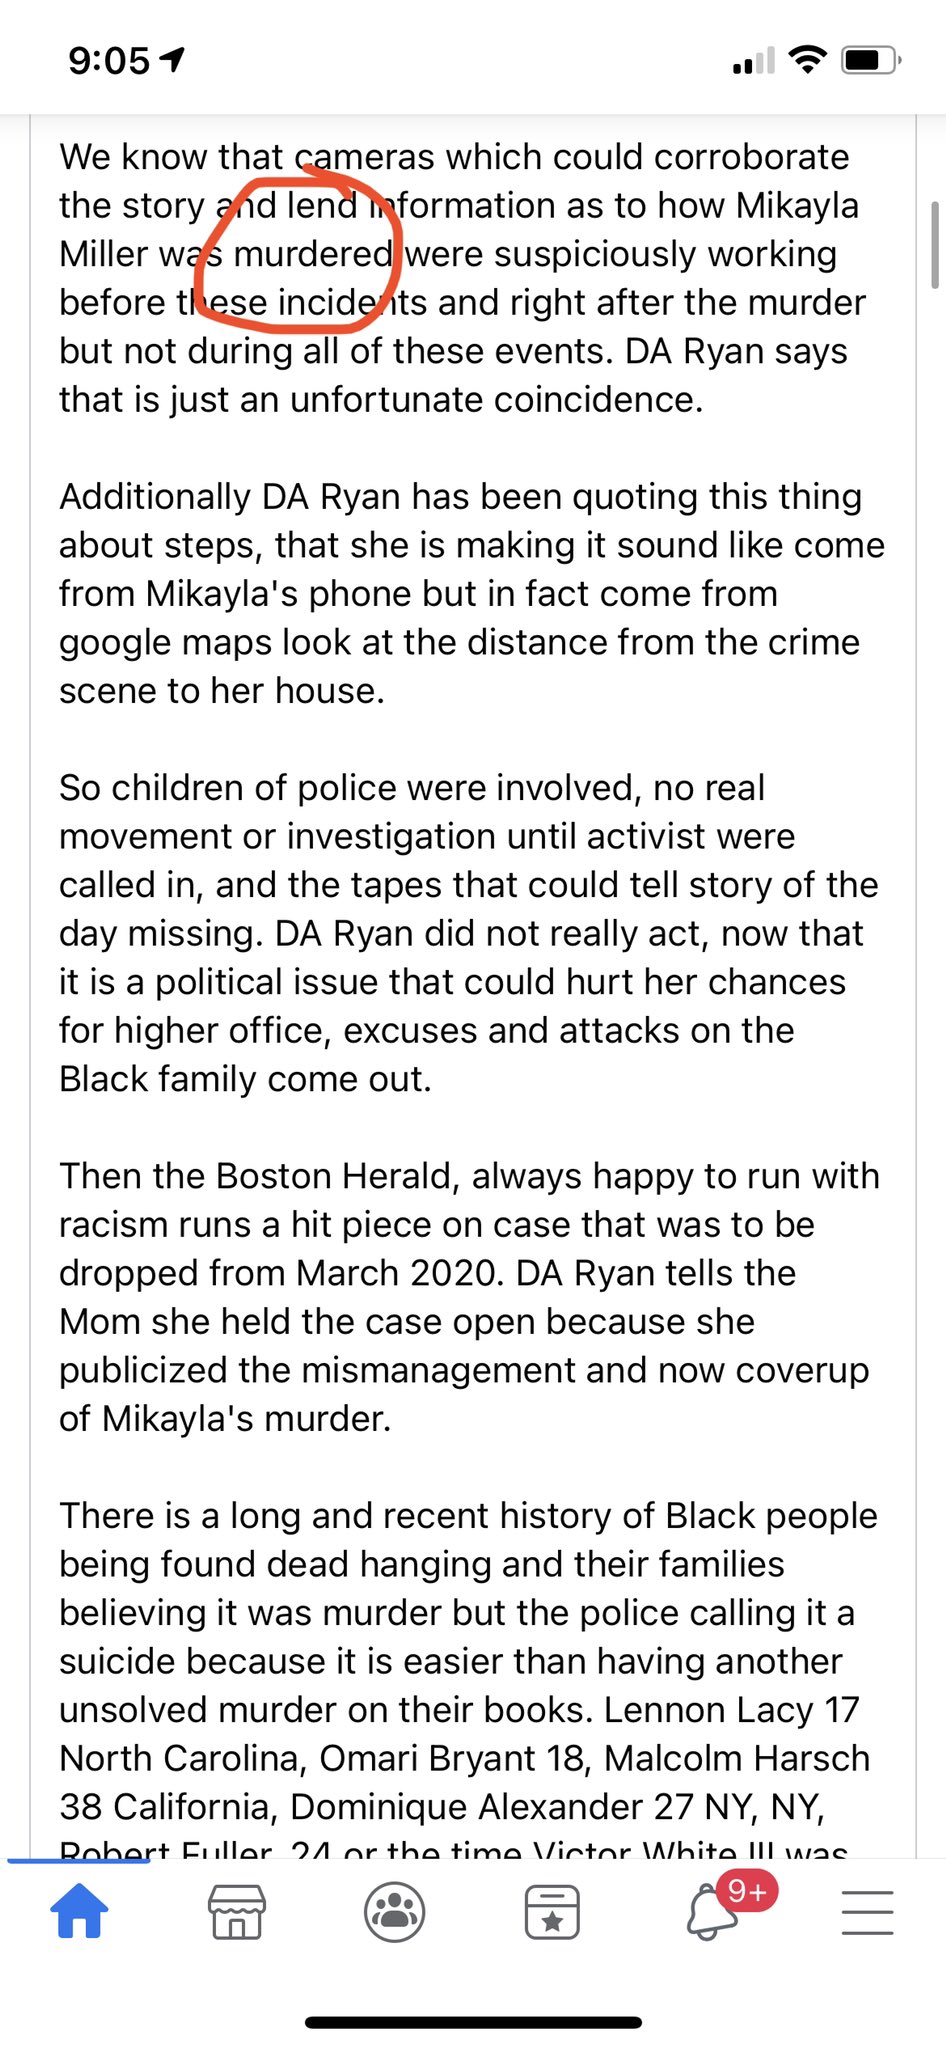 9:05
We know that cameras which could corroborate
the story and lend information as to how Mikayla
Miller was murdered were suspiciously working
before these incidents and right after the murder
but not during all of these events. DA Ryan says
that is just an unfortunate coincidence.
Additionally DA Ryan has been quoting this thing
about steps, that she is making it sound like come
from Mikayla's phone but in fact come from
google maps look at the distance from the crime
scene to her house.
So children of police were involved, no real
movement or investigation until activist were
called in, and the tapes that could tell story of the
day missing. DA Ryan did not really act, now that
it is a political issue that could hurt her chances
for higher office, excuses and attacks on the
Black family come out.
Then the Boston Herald, always happy to run with
racism runs a hit piece on case that was to be
dropped from March 2020. DA Ryan tells the
Mom she held the case open because she
publicized the mismanagement and now coverup
of Mikayla's murder.
There is a long and recent history of Black people
being found dead hanging and their families
believing it was murder but the police calling it a
suicide because it is easier than having another
unsolved murder on their books. Lennon Lacy 17
North Carolina, Omari Bryant 18, Malcolm Harsch
38 California, Dominique Alexander 27 NY, NY,
Robert Fuller, 24 or the time Victor White III was
9+